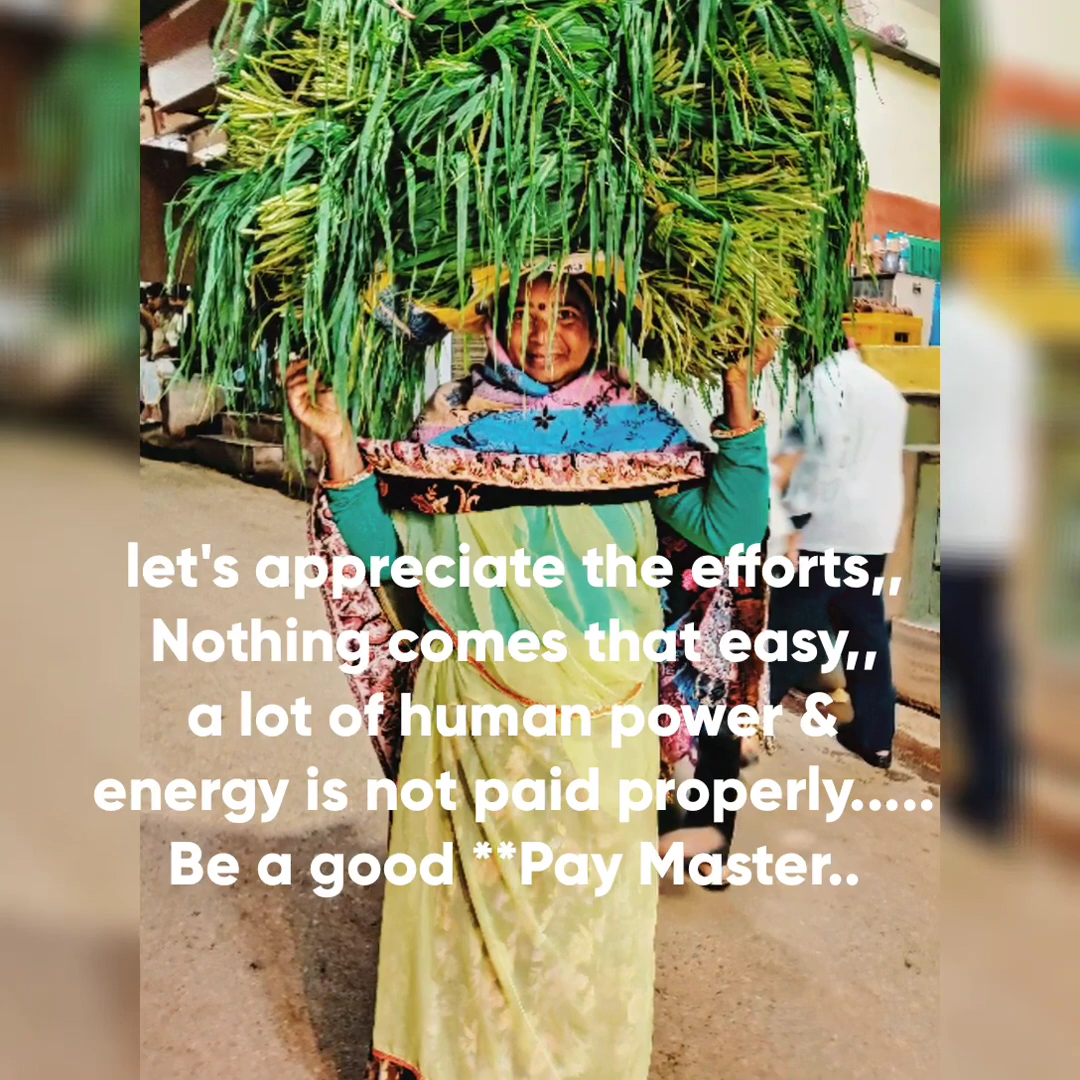 let's appreciate the efforts,,
Nothing comes that easy,,
a lot of human power &
energy is not paid properly.....
Be a good **Pay Master..